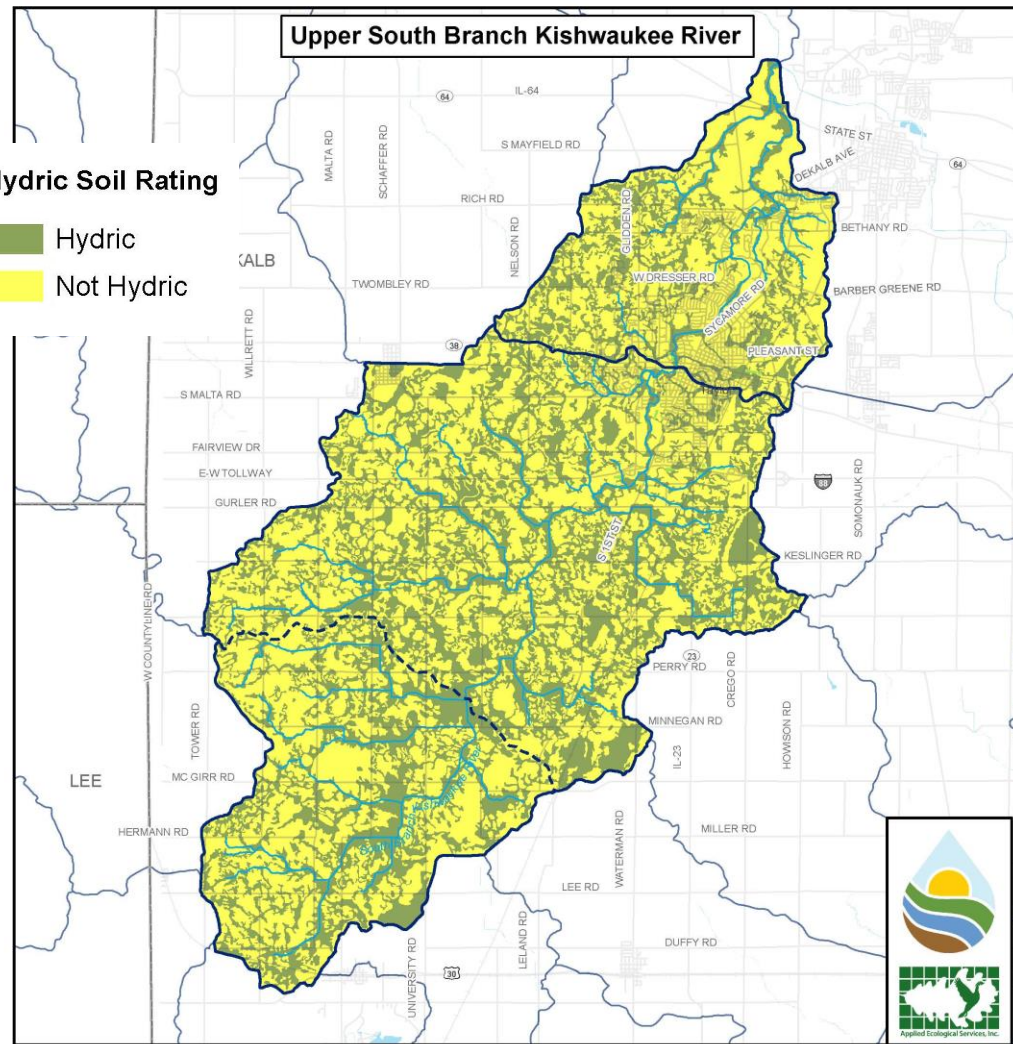 Upper South Branch Kishwaukee River
IL-64
64
STATE ST
S MAYFIELD RD
MALTA RD
SCHAFFER RD
DEKALB AVE
64
ydric Soil Rating
RICH RD
GLIDDEN RD
BETHANY RD
Hydric
KALB
NELSON RD
W DRESSER RD
Not Hydric
TWOMBLEY RD
SYCAMORE RD
BARBER GREENE RD
WILLRETT RD
38
PLEASANT ST
S MALTA RD
FAIRVIEW DR
E-W TOLLWAY
88
SOMONAUK RD
GURLER RD
S 1ST ST
KESLINGER RD
W COUNTYLINE RD
23
PERRY RD
CREGO RD
MINNEGAN RD
TOWER RD
IL-23
HOWISON RD
LEE
MC GIRR RD
HERMANN RD
MILLER RD
WATERMAN RD
LEE RD
UNIVERSITY RD
LELAND RD
DUFFY RD
30
Applied Ecological Services, Inc.